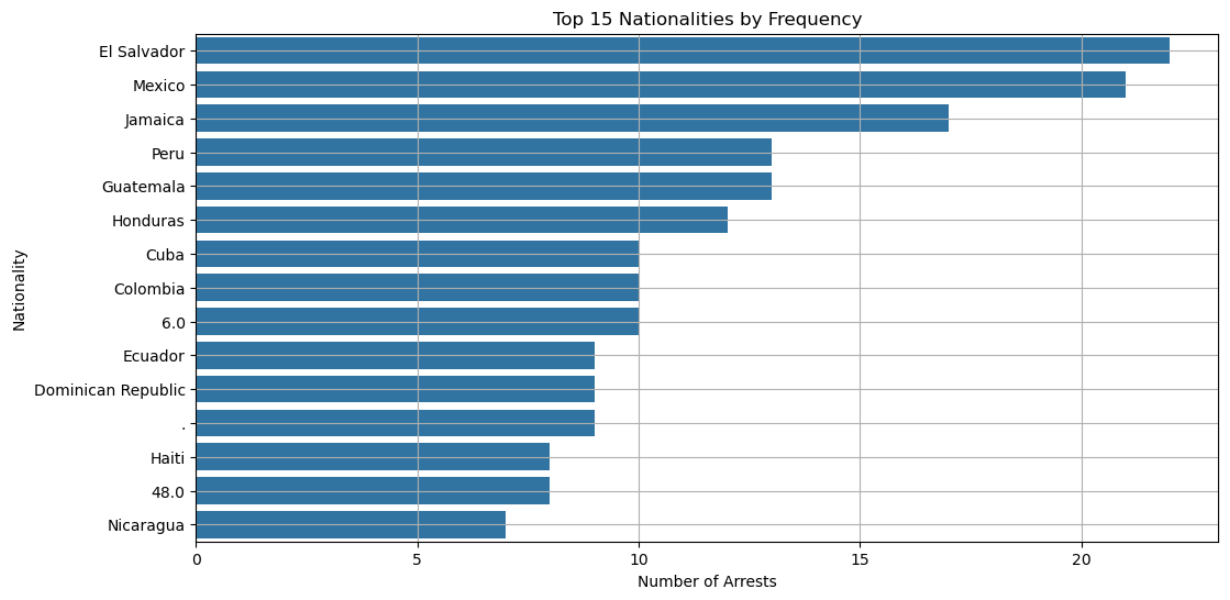 Top 15 Nationalities by Frequency
El Salvador
Mexico
Jamaica
Peru
Guatemala
Honduras
Cuba
Colombia
6.0
Ecuador
Dominican Republic
.
Haiti
48.0
Nicaragua
Nationality
0 5 10 15 20
Number of Arrests